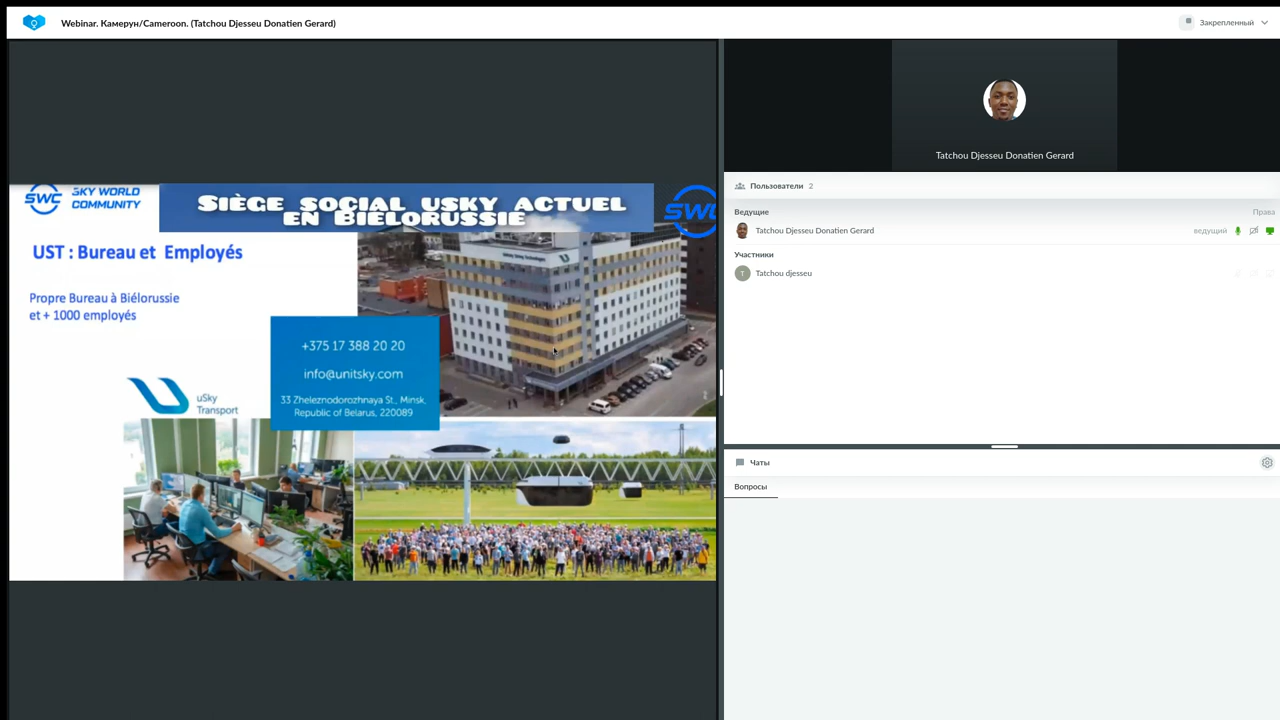 Webinar. Камерун/Cameroon. (Tatchou Djesseu Donatien Gerard)
Закрепленный
SWC
SKY WORLD
COMMUNITY
SIÈGE SOCIAL USKY ACTUEL
EN BIÉLORUSSIE
SWC
UST : Bureau et Employés
Propre Bureau à Biélorussie
et + 1000 employés
+375 17 388 20 20
info@unitsky.com
33 Zheleznodorozhnaya St., Minsk,
Republic of Belarus, 220089
uSky
Transport
Tatchou Djesseu Donatien Gerard
Пользователи 2
Ведущие
Права
Tatchou Djesseu Donatien Gerard
ведущий
Участники
T
Tatchou djesseu
Чаты
Вопросы